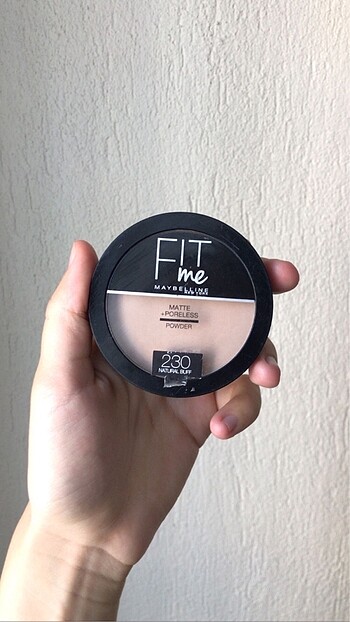 FIT
me
MAYBELLINE
NEW YORK
MATTE
+PORELESS
POWDER
230
NATURAL BUFF